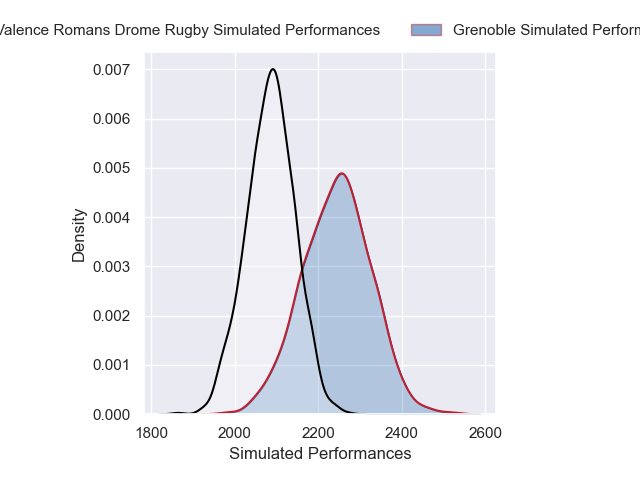 Valence Romans Drome Rugby Simulated Performances Grenoble Simulated
0.007
0.006
0.005
0.004
0.003
0.002
0.001
0.000
Density
1800 2000 2200 2400 2600
Simulated Performances